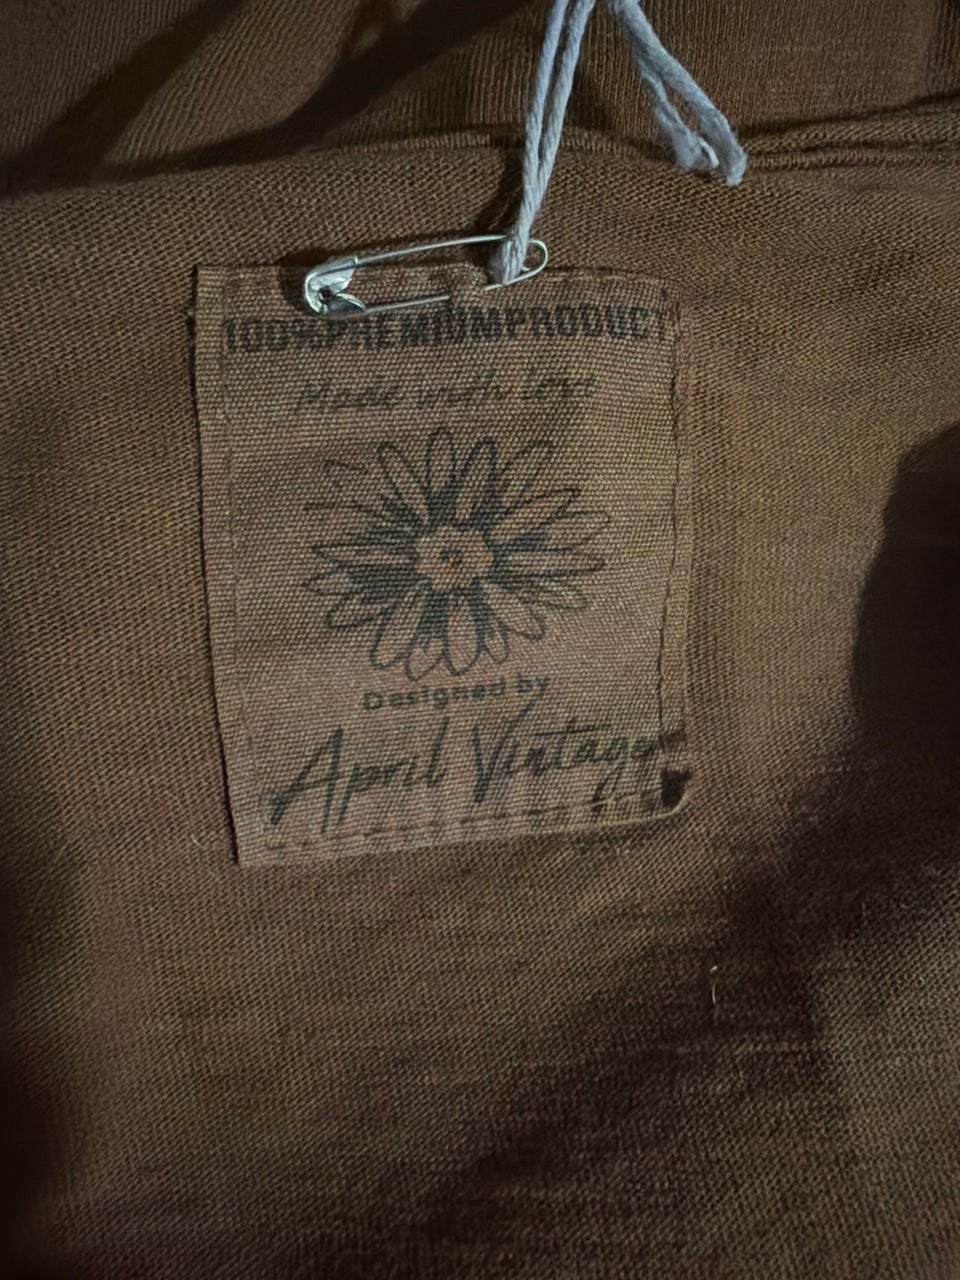 100%PREMIUMPRODUCT
Made with love
Designed by
April Vintage